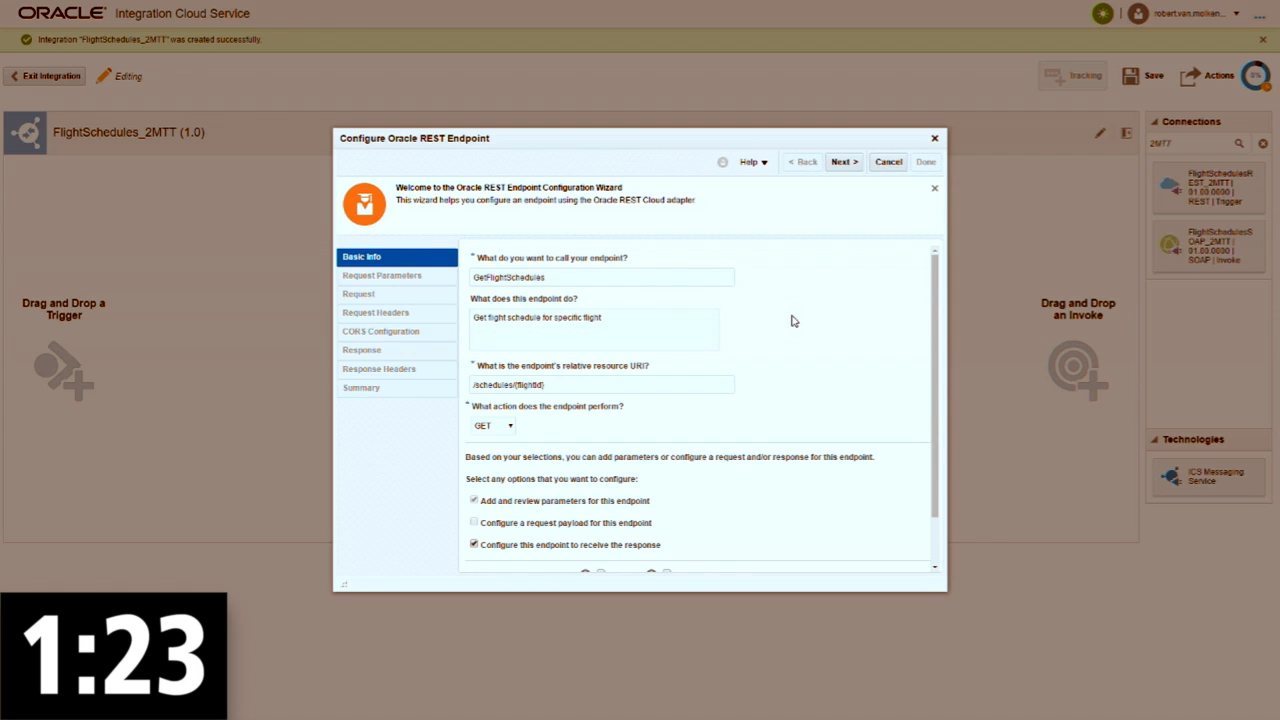 ORACLE Integration Cloud Service
robert.van.molken...
Integration "FlightSchedules_2MTT" was created successfully.
Exit Integration
Editing
Tracking
Save
Actions
0%
FlightSchedules_2MTT (1.0)
Connections
2MTT
FlightSchedulesR
EST_2MTT |
01.03.0000 |
REST | Trigger
FlightSchedulesS
OAP_2MTT |
01.03.0000 |
SOAP | Invoke
Technologies
ICS Messaging
Service
Drag and Drop a
Trigger
Drag and Drop
an Invoke
Configure Oracle REST Endpoint
Help
< Back
Next >
Cancel
Done
Welcome to the Oracle REST Endpoint Configuration Wizard
This wizard helps you configure an endpoint using the Oracle REST Cloud adapter.
Basic Info
Request Parameters
Request
Request Headers
CORS Configuration
Response
Response Headers
Summary
* What do you want to call your endpoint?
GetFlightSchedules
What does this endpoint do?
Get flight schedule for specific flight
* What is the endpoint's relative resource URI?
/schedules/{flightId}
* What action does the endpoint perform?
GET
Based on your selections, you can add parameters or configure a request and/or response for this endpoint.
Select any options that you want to configure:
Add and review parameters for this endpoint
Configure a request payload for this endpoint
Configure this endpoint to receive the response
1:23